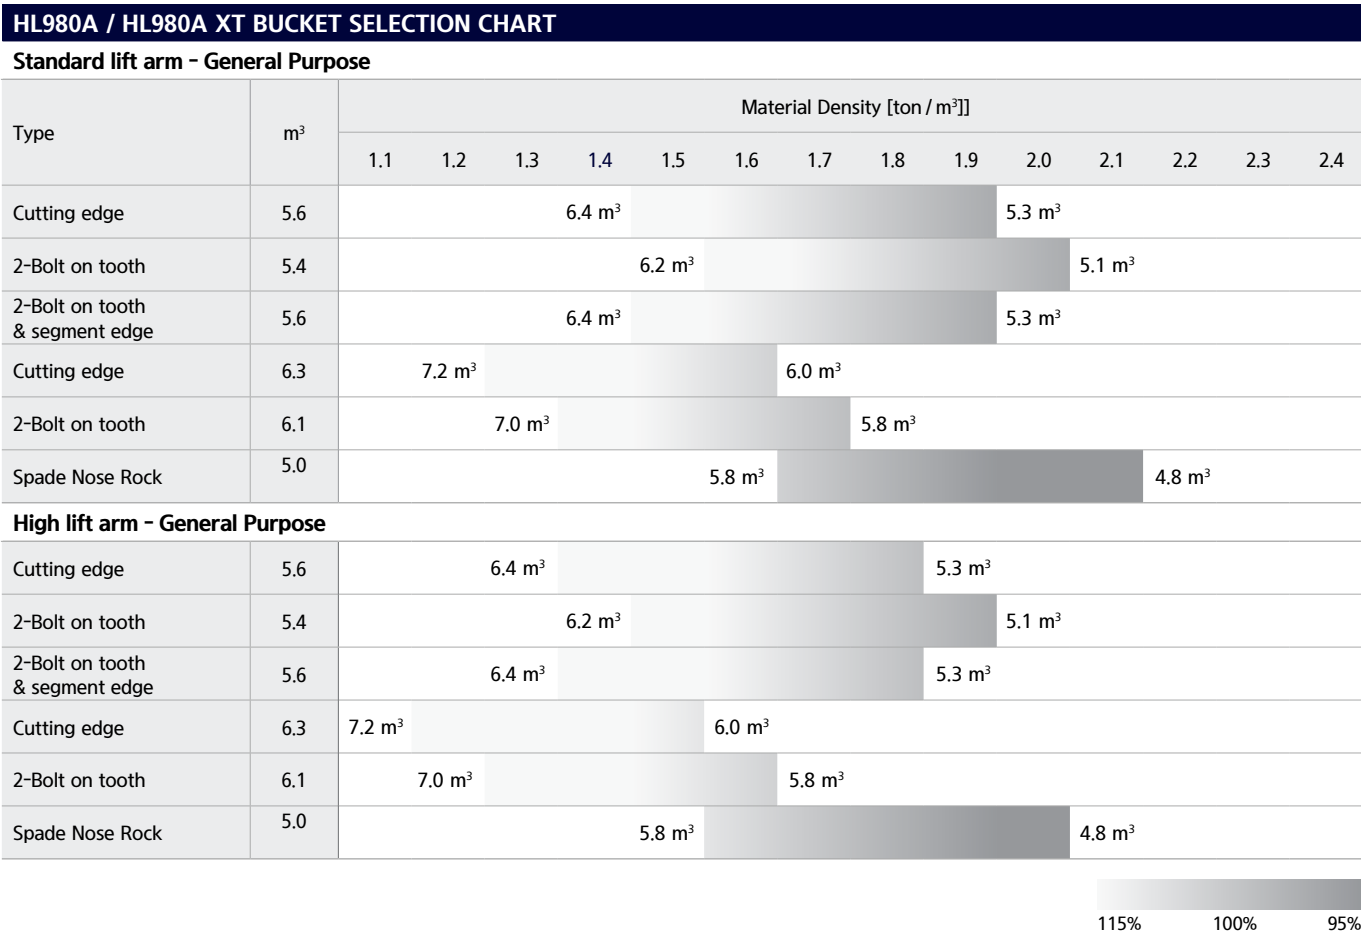 HL980A / HL980A XT BUCKET SELECTION CHART
Standard lift arm - General Purpose
Type m³ Material Density [ton / m³]]
1.1 1.2 1.3 1.4 1.5 1.6 1.7 1.8 1.9 2.0 2.1 2.2 2.3 2.4
Cutting edge 5.6 6.4 m³ 5.3 m³
2-Bolt on tooth 5.4 6.2 m³ 5.1 m³
2-Bolt on tooth
& segment edge 5.6 6.4 m³ 5.3 m³
Cutting edge 6.3 7.2 m³ 6.0 m³
2-Bolt on tooth 6.1 7.0 m³ 5.8 m³
Spade Nose Rock 5.0 5.8 m³ 4.8 m³
High lift arm - General Purpose
Cutting edge 5.6 6.4 m³ 5.3 m³
2-Bolt on tooth 5.4 6.2 m³ 5.1 m³
2-Bolt on tooth
& segment edge 5.6 6.4 m³ 5.3 m³
Cutting edge 6.3 7.2 m³ 6.0 m³
2-Bolt on tooth 6.1 7.0 m³ 5.8 m³
Spade Nose Rock 5.0 5.8 m³ 4.8 m³
115% 100% 95%